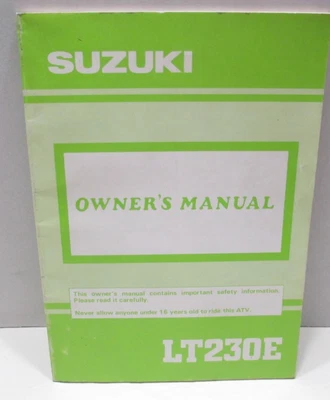 SUZUKI
OWNER'S MANUAL
This owner's manual contains important safety information.
Please read it carefully.
Never allow anyone under 16 years old to ride this ATV.
LT230E